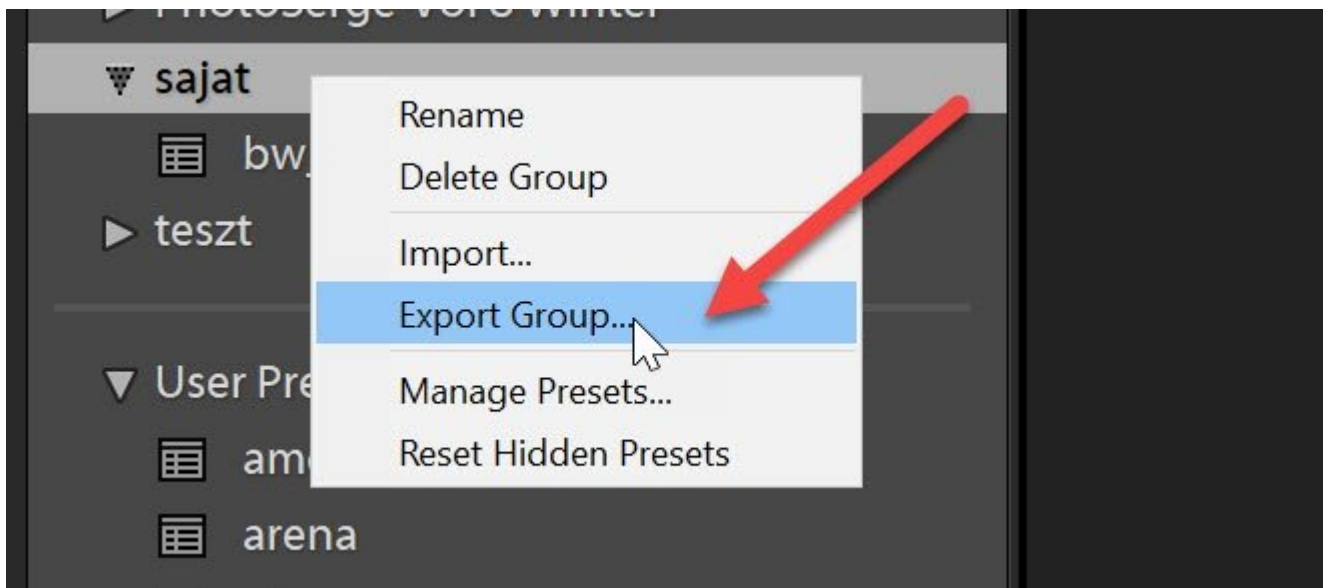 sajat
Rename
bw
Delete Group
teszt
Import...
Export Group...
User Pre
Manage Presets...
am
Reset Hidden Presets
arena